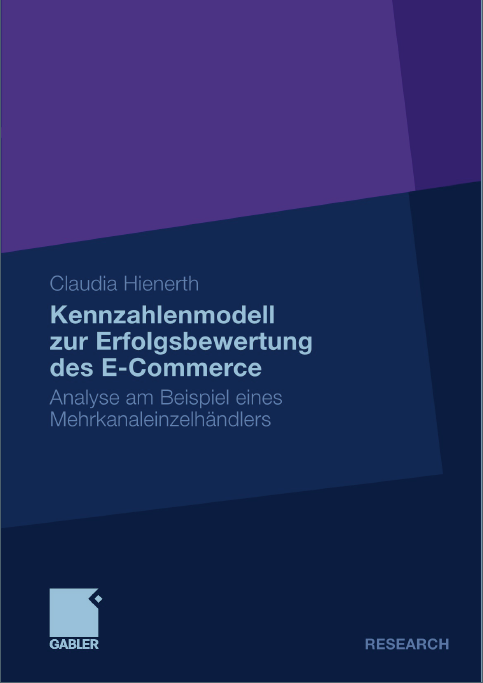 Claudia Hienerth
Kennzahlenmodell
zur Erfolgsbewertung
des E-Commerce
Analyse am Beispiel eines
Mehrkanaleinzelhändlers
GABLER
RESEARCH